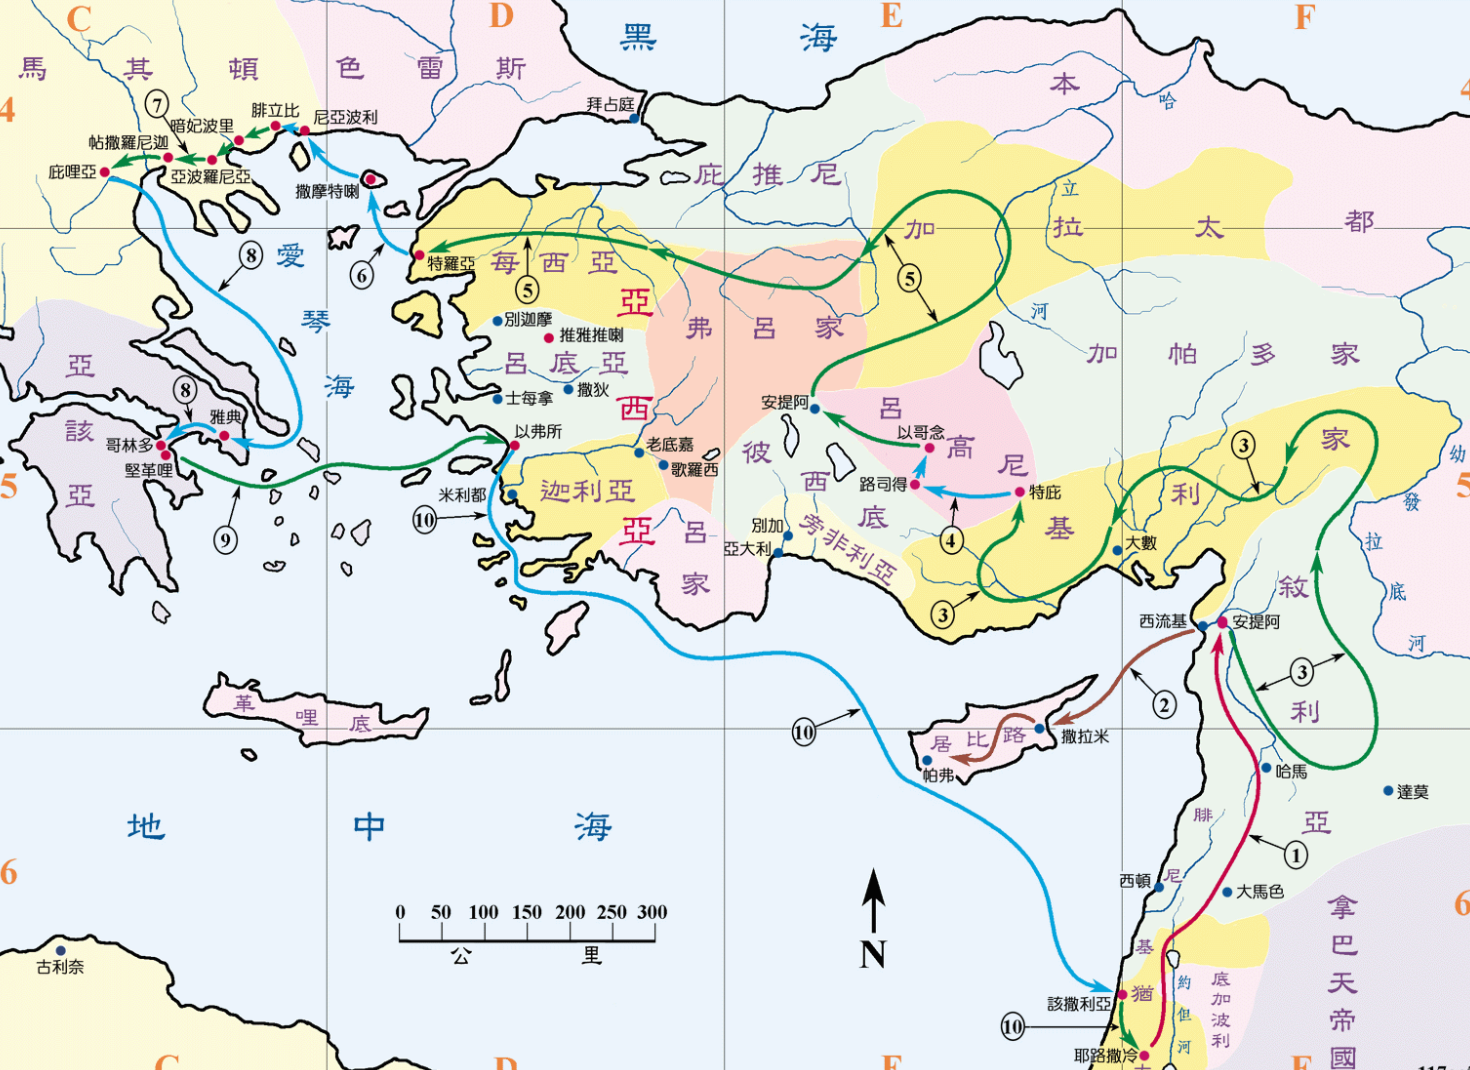 C
D
E
F
黑 海
馬 其 頓
色 雷 斯
本 都
4
4
哈
立
河
拜占庭
腓立比
尼亞波利
⑦
暗妃波里
帖撒羅尼迦
亞波羅尼亞
庇哩亞
撒摩特喇
庇 推 尼
加 拉 太
愛 琴 海
⑧
⑥
特羅亞
每 西 亞
⑤
⑤
亞 西 亞
別迦摩
推雅推喇
呂 底 亞
士每拿
撒狄
弗 呂 家
加 帕 多 家
亞
該 亞
⑧
雅典
哥林多
堅革哩
以弗所
老底嘉
歌羅西
安提阿
呂 高 尼
以哥念
路司得
特庇
彼 西 底
基 利 家
③
幼 發 拉 底 河
5
5
⑨
米利都
⑩
迦利亞
呂 家
別加
亞大利
旁非利亞
④
大數
③
西流基
安提阿
敘 利 亞
③
②
革 哩 底
⑩
居 比 路
撒拉米
帕弗
哈馬
達莫
地 中 海
腓 尼 基
①
6
6
西頓
大馬色
0 50 100 150 200 250 300
公 里
N
拿巴天帝國
古利奈
該撒利亞
猶
約但河
底加波利
⑩
耶路撒冷
C
D
E
F